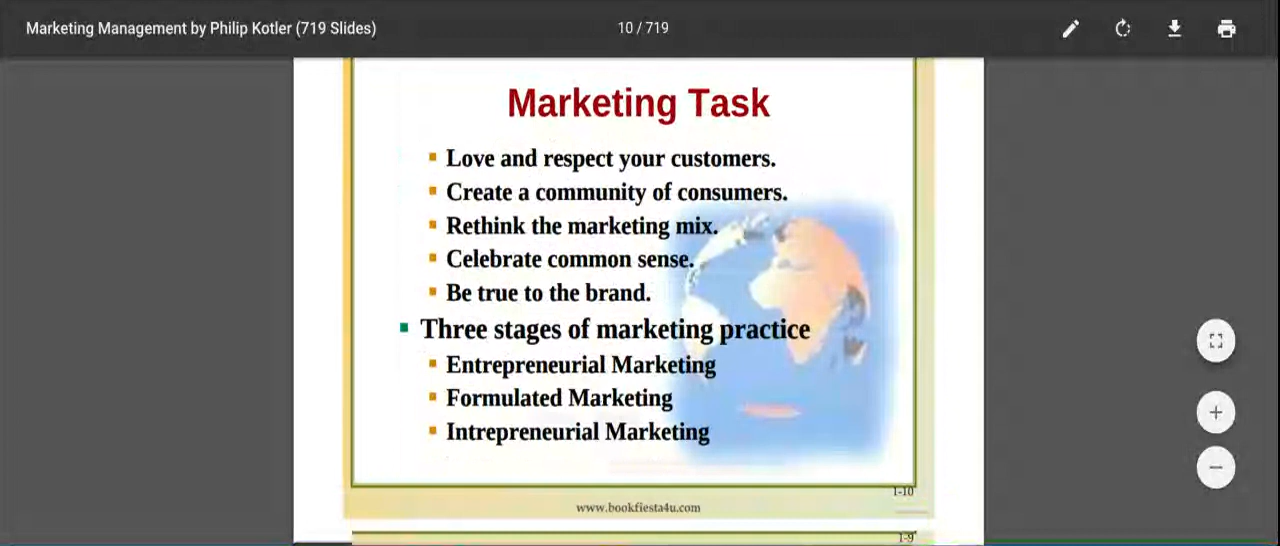 Marketing Management by Philip Kotler (719 Slides)
10 / 719
Marketing Task
Love and respect your customers.
Create a community of consumers.
Rethink the marketing mix.
Celebrate common sense.
Be true to the brand.
Three stages of marketing practice
Entrepreneurial Marketing
Formulated Marketing
Intrepreneurial Marketing
1-10
www.bookfiesta4u.com
1-9